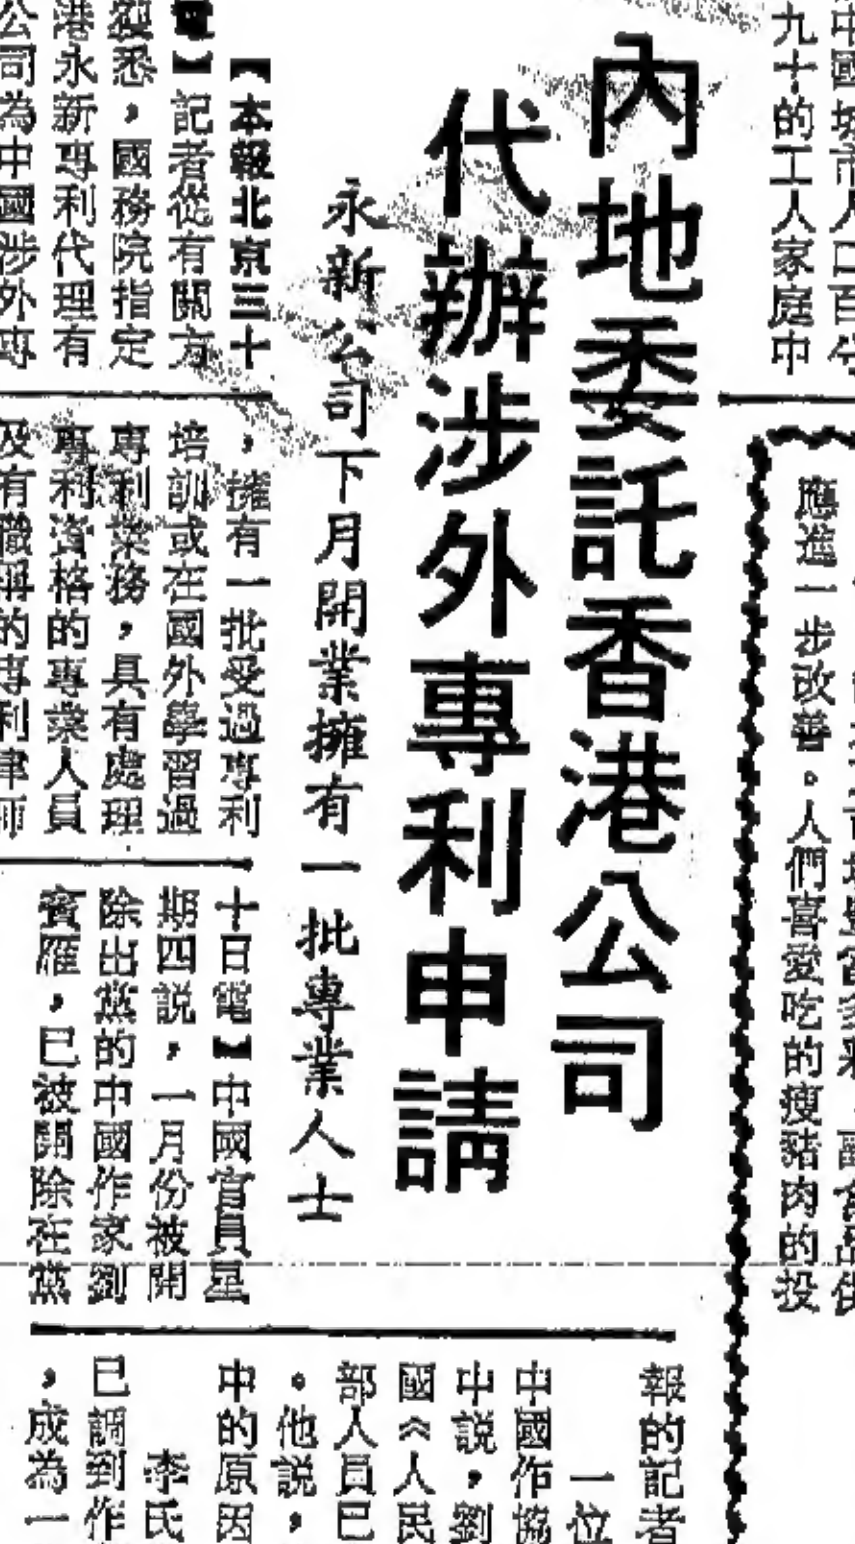 中國城市人口百分
九十的工人家庭中
應進一步改善。人們喜愛吃的瘦豬肉的投
內地委託香港公司
代辦涉外專利申請
永新公司下月開業擁有一批專業人士
【本報北京三十
電】記者從有關方
獲悉,國務院指定
港永新專利代理有
公司為中國涉外專
,擁有一批受過專利
培訓或在國外學習過
專利業務,具有處理
專利資格的專業人員
及有職稱的專利律師
十日電】中國官員星
期四說,一月份被開
除出黨的中國作家劉
賓雁,已被開除在黨
報的記者
一位
中國作協
中說,劉
國《人民
部人員已
。他說,
中的原因
李氏
已調到作
,成為一